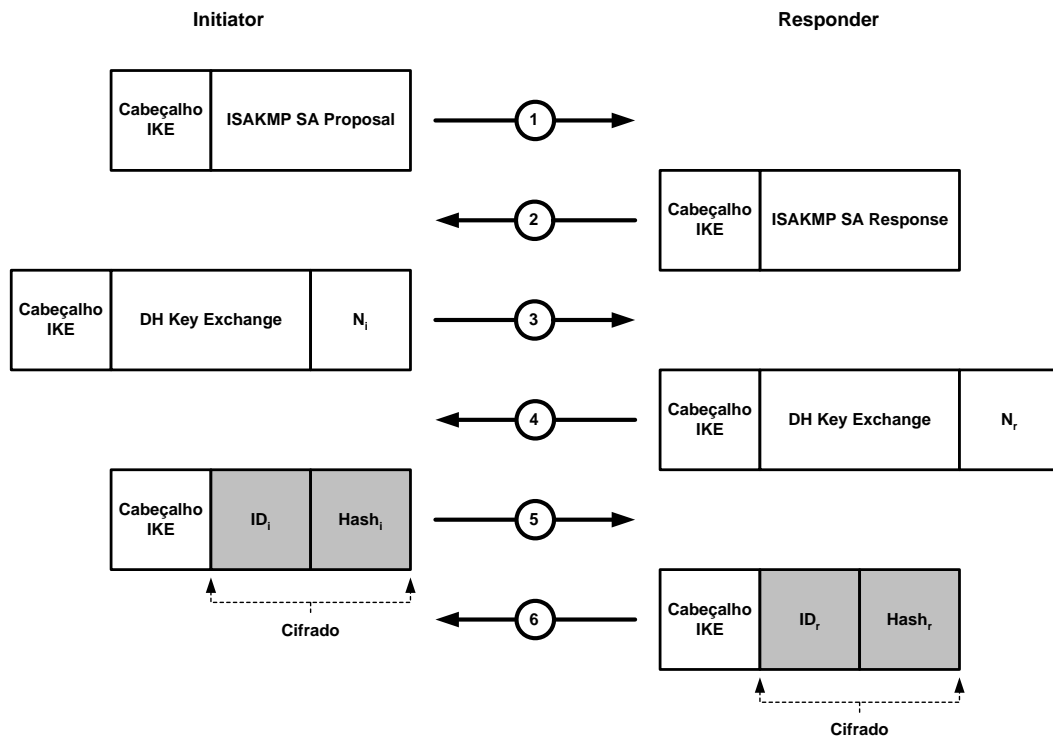 Initiator
Responder
Cabeçalho
IKE
ISAKMP SA Proposal
1
2
Cabeçalho
IKE
ISAKMP SA Response
Cabeçalho
IKE
DH Key Exchange
Ni
3
4
Cabeçalho
IKE
DH Key Exchange
Nr
Cabeçalho
IKE
IDi
Hashi
5
Cifrado
6
Cabeçalho
IKE
IDr
Hashr
Cifrado